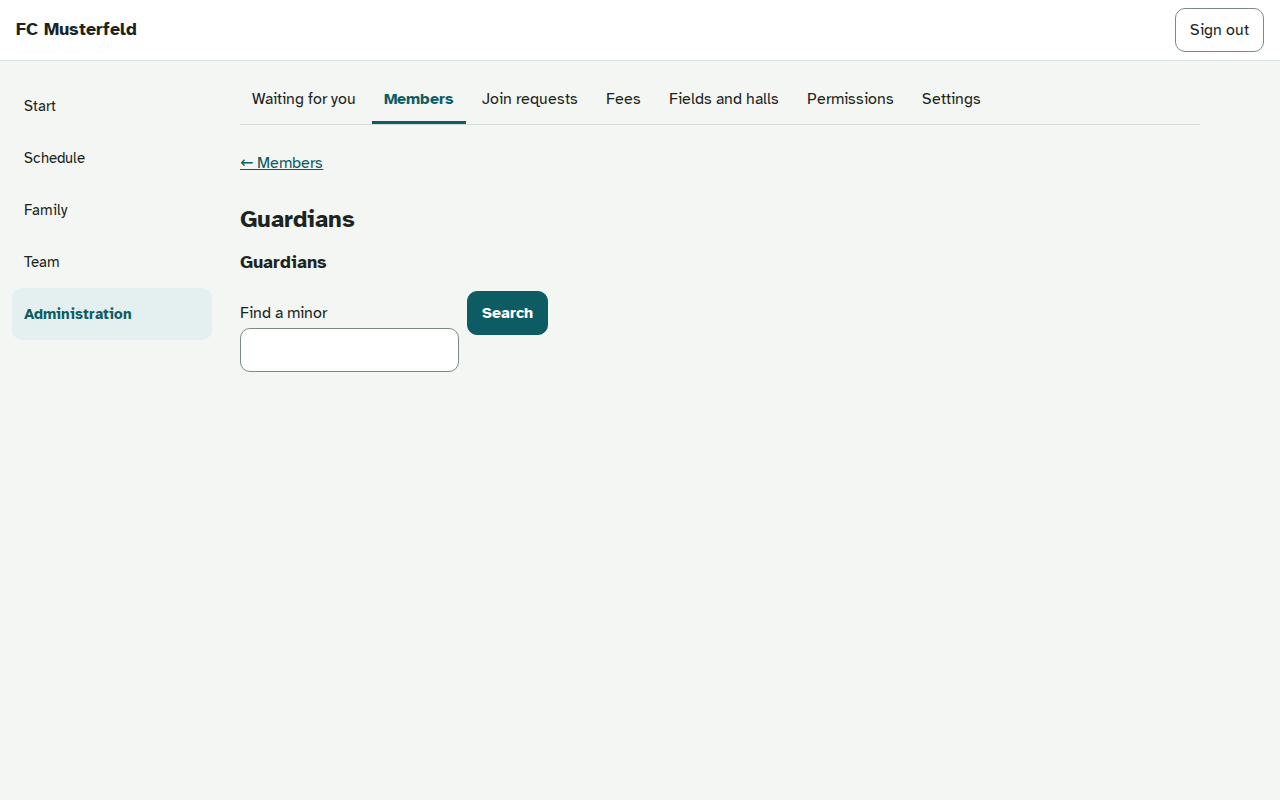 FC Musterfeld
Sign out
Start
Schedule
Family
Team
Administration
Waiting for you
Members
Join requests
Fees
Fields and halls
Permissions
Settings
← Members
Guardians
Guardians
Find a minor
Search